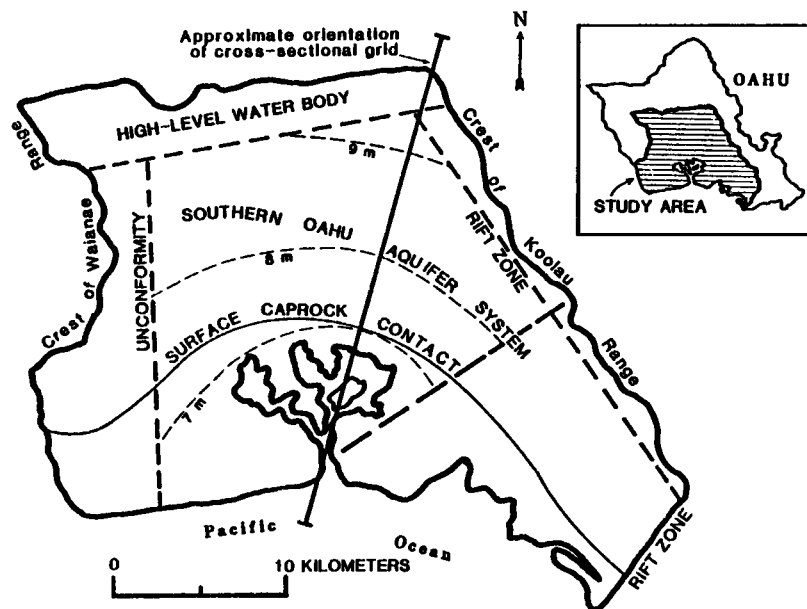 Approximate orientation
of cross-sectional grid
N
OAHU
STUDY AREA
HIGH-LEVEL WATER BODY
Range
Crest of Waianae
Crest of Koolau Range
9 m
UNCONFORMITY
SOUTHERN OAHU AQUIFER SYSTEM
RIFT ZONE
8 m
SURFACE CAPROCK CONTACT
7 m
Pacific Ocean
0 10 KILOMETERS
RIFT ZONE